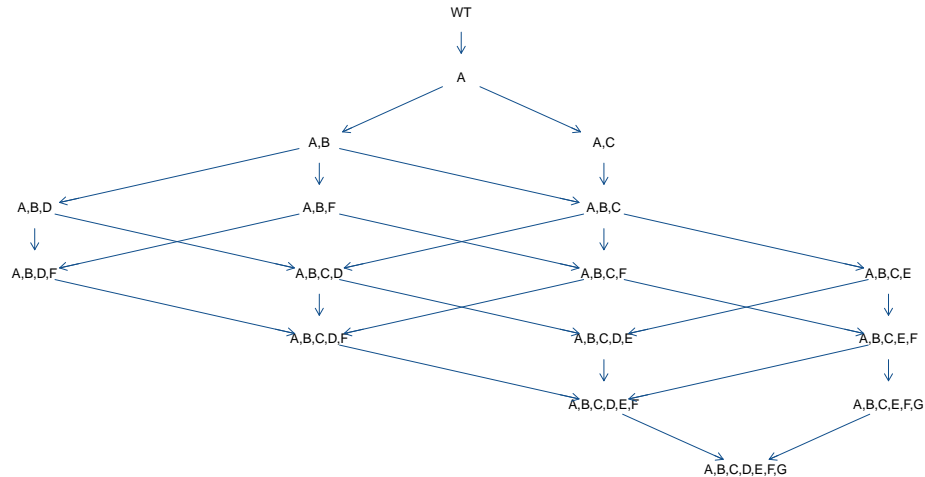 WT
A
A,B
A,C
A,B,D
A,B,F
A,B,C
A,B,D,F
A,B,C,D
A,B,C,F
A,B,C,E
A,B,C,D,F
A,B,C,D,E
A,B,C,E,F
A,B,C,D,E,F
A,B,C,E,F,G
A,B,C,D,E,F,G